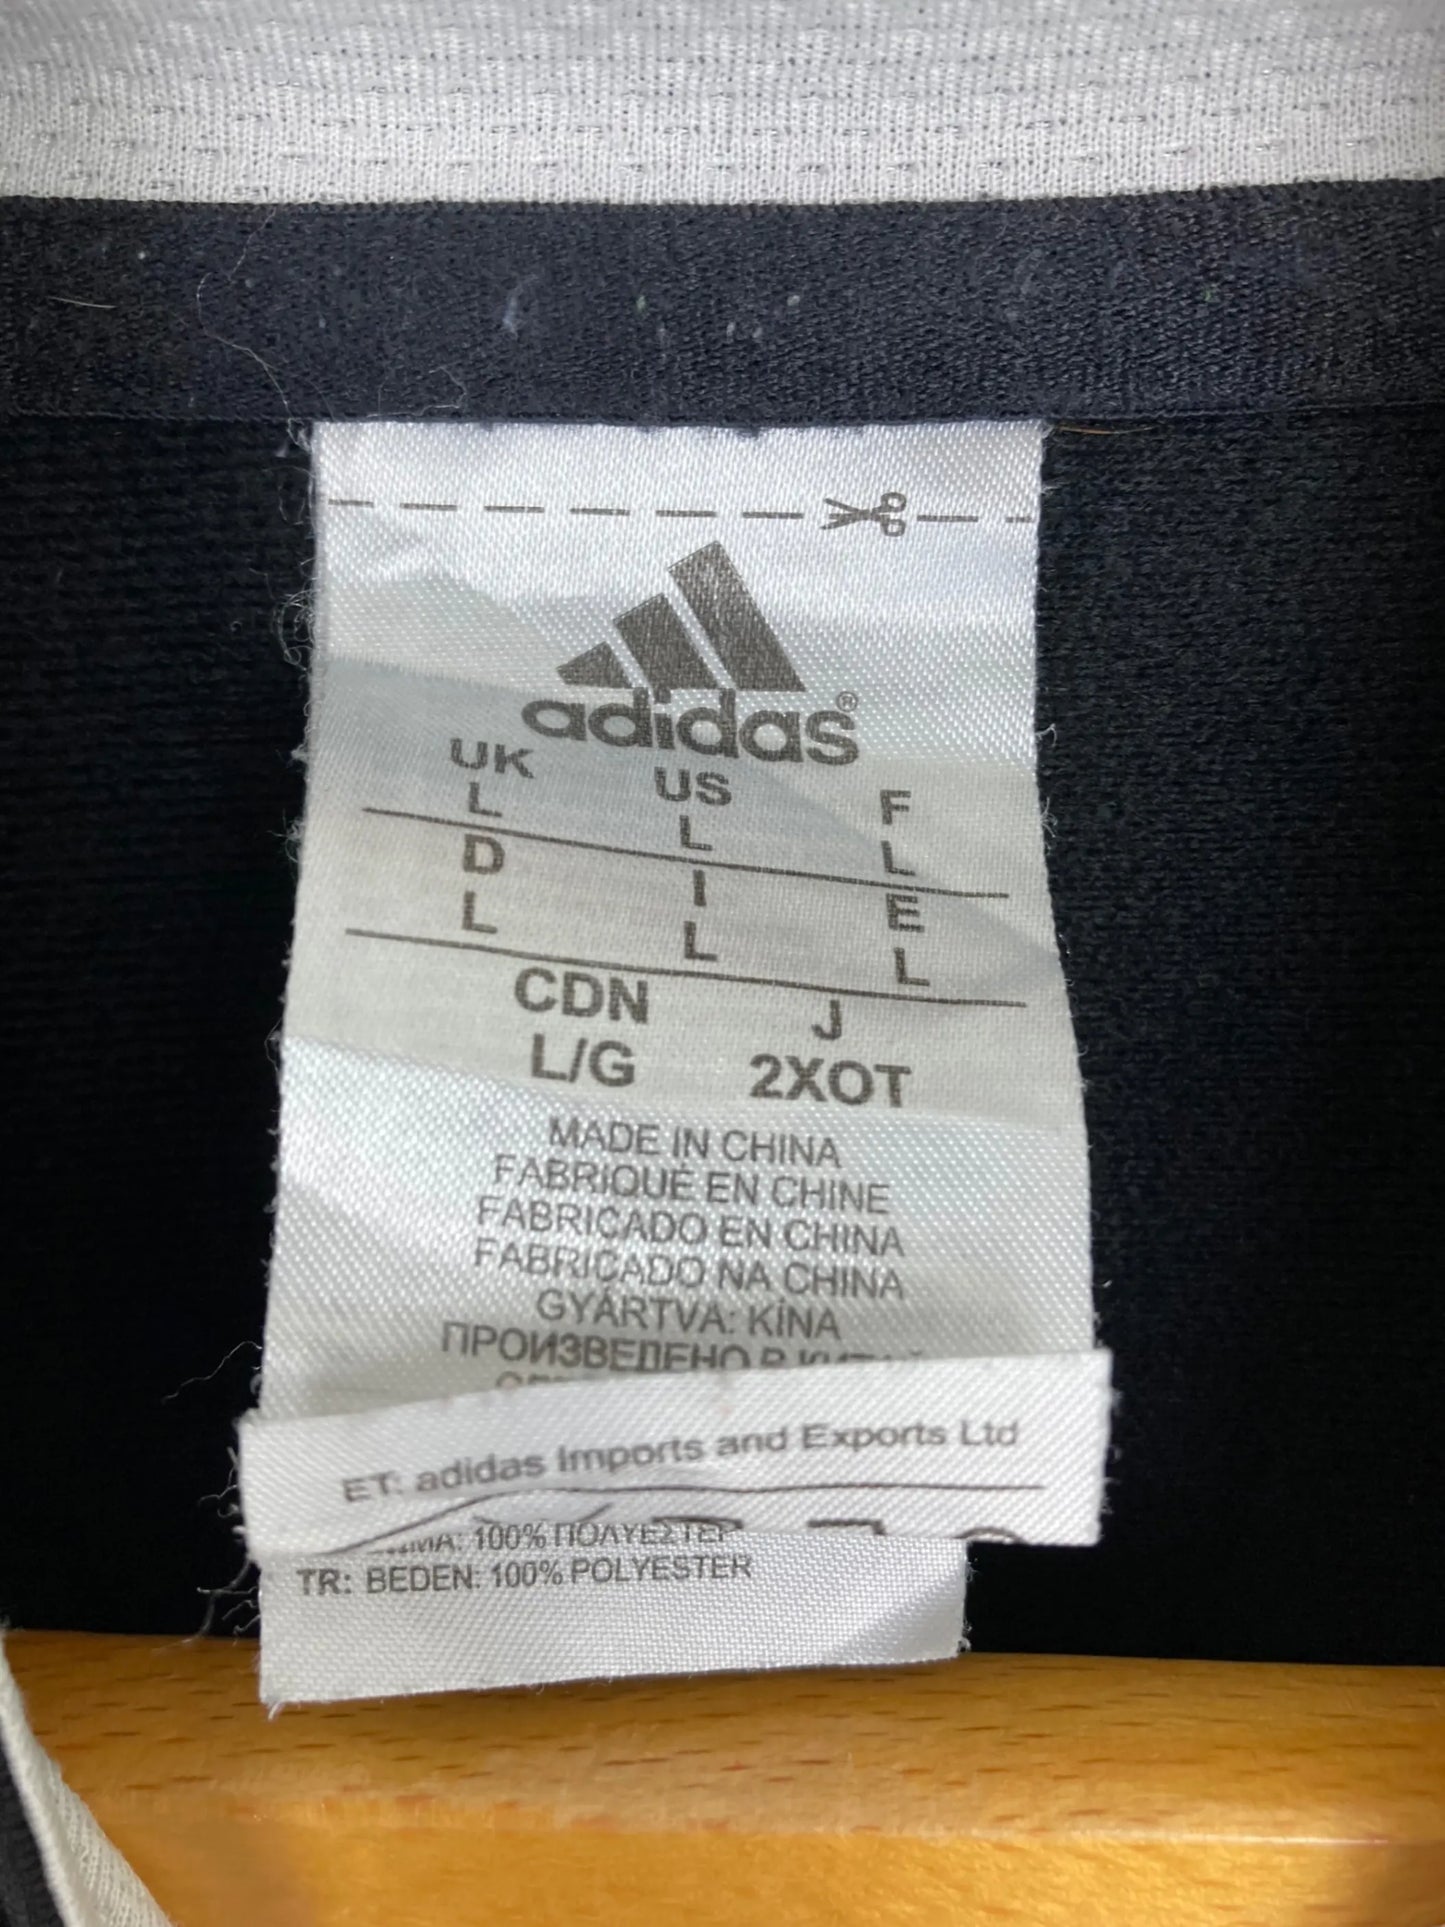 adidas®
UK US F
L L L
D I E
L L L
CDN J
L/G 2XOT
MADE IN CHINA
FABRIQUÉ EN CHINE
FABRICADO EN CHINA
FABRICADO NA CHINA
GYÁRTVA: KÍNA
ПРОИЗВЕДЕНО В
ET: adidas Imports and Exports Ltd
100% ΠΟΛΥΕΣΤΕΡ
TR: BEDEN: 100% POLYESTER